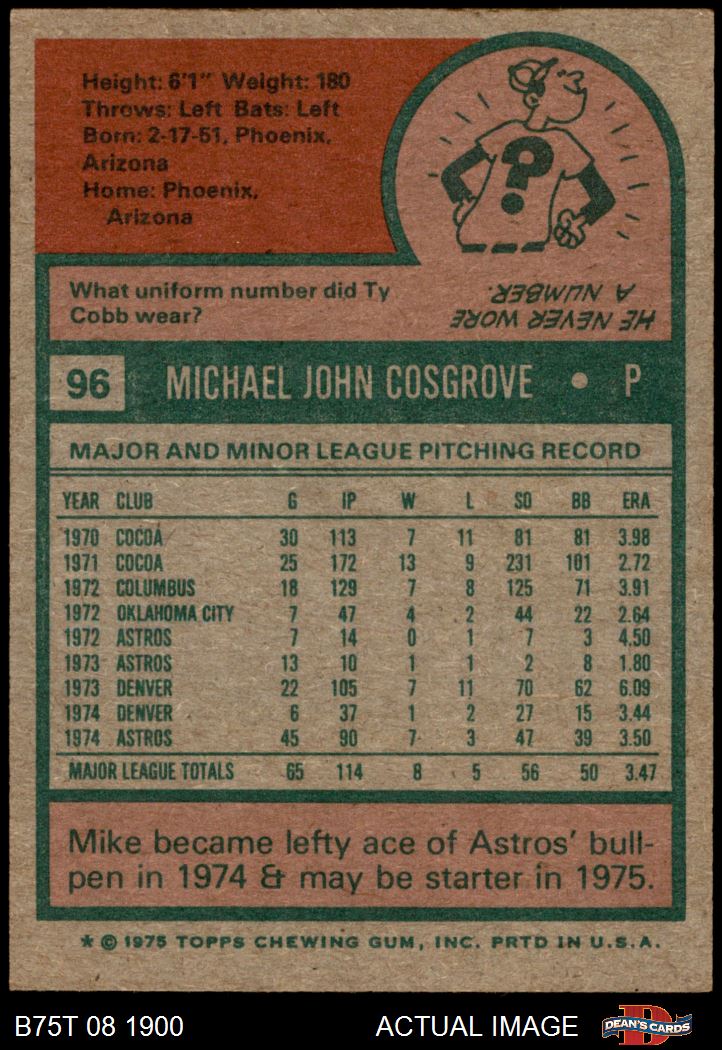 Height: 6'1" Weight: 180
Throws: Left Bats: Left
Born: 2-17-51, Phoenix,
Arizona
Home: Phoenix,
Arizona
?
What uniform number did Ty
Cobb wear?
HE NEVER WORE
A NUMBER.
96 MICHAEL JOHN COSGROVE • P
MAJOR AND MINOR LEAGUE PITCHING RECORD
YEAR CLUB G IP W L SO BB ERA
1970 COCOA 30 113 7 11 81 81 3.98
1971 COCOA 25 172 13 9 231 101 2.72
1972 COLUMBUS 18 129 7 8 125 71 3.91
1972 OKLAHOMA CITY 7 47 4 2 44 22 2.64
1972 ASTROS 7 14 0 1 7 3 4.50
1973 ASTROS 13 10 1 1 2 8 1.80
1973 DENVER 22 105 7 11 70 62 6.09
1974 DENVER 6 37 1 2 27 15 3.44
1974 ASTROS 45 90 7 3 47 39 3.50
MAJOR LEAGUE TOTALS 65 114 8 5 56 50 3.47
Mike became lefty ace of Astros' bull-
pen in 1974 & may be starter in 1975.
* © 1975 TOPPS CHEWING GUM, INC. PRTD IN U.S.A.
B75T 08 1900 ACTUAL IMAGE D DEAN'S CARDS